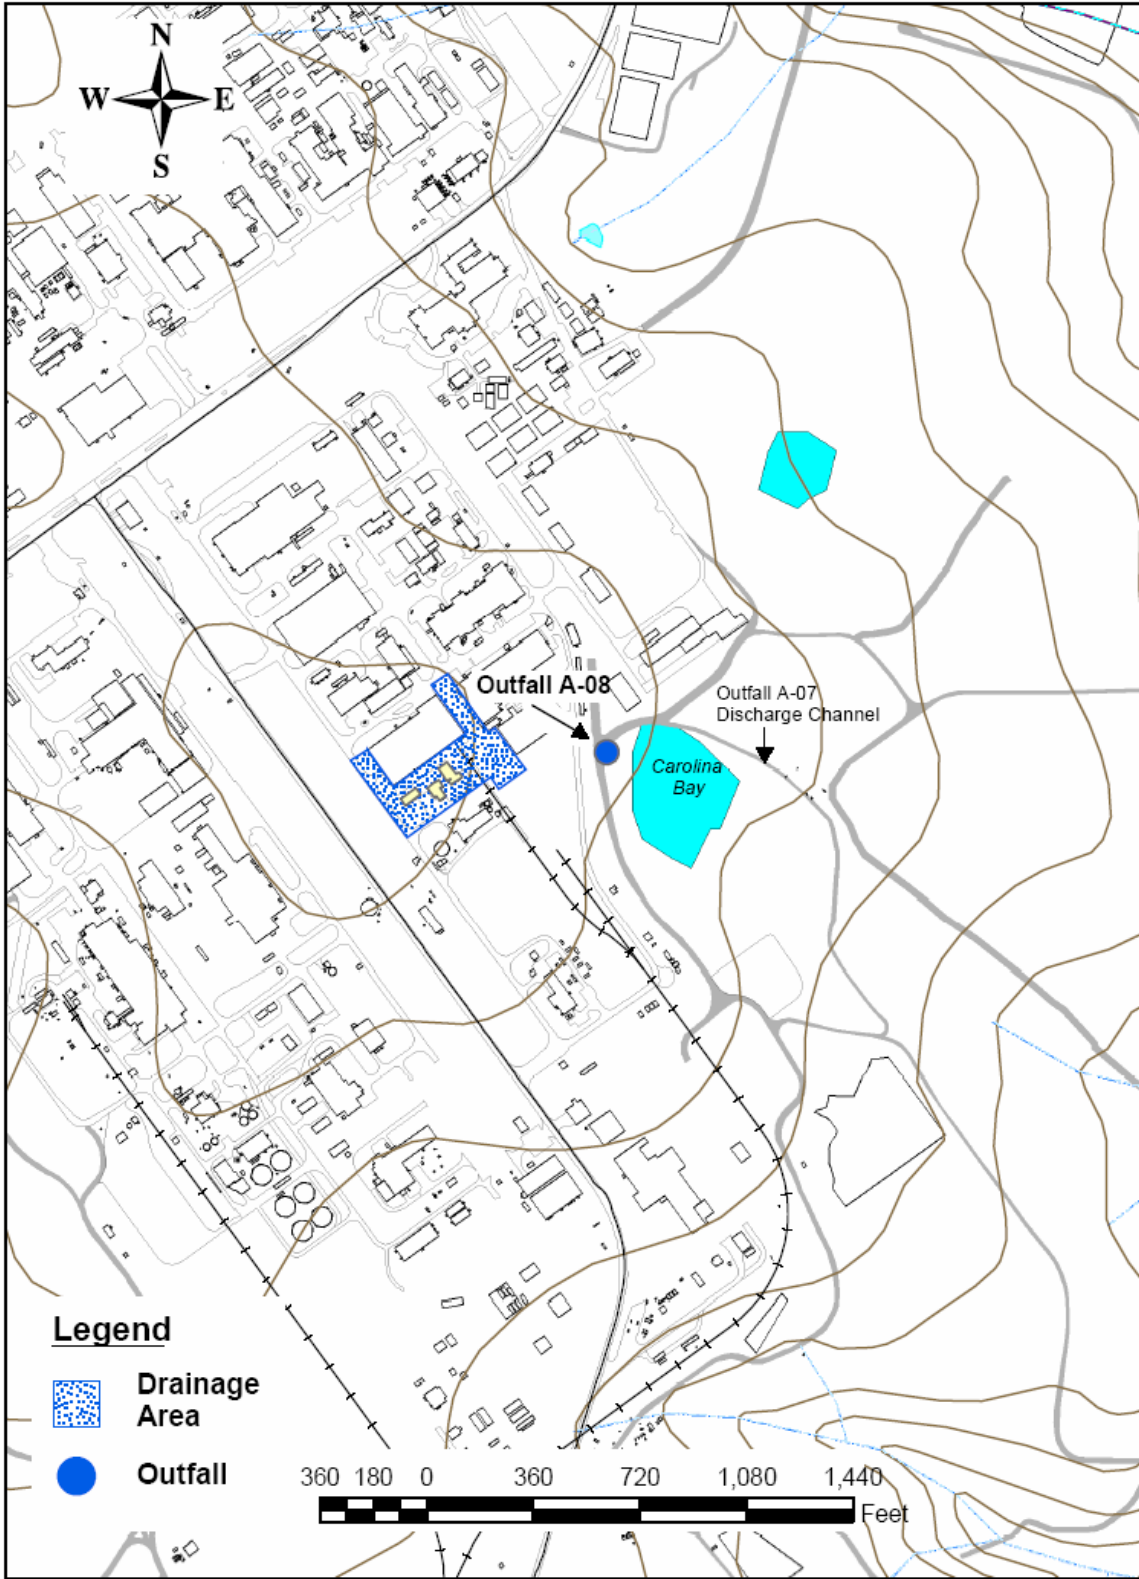 N
W E
S
Outfall A-08
Outfall A-07
Discharge Channel
Carolina
Bay
Legend
Drainage
Area
Outfall
360 180 0 360 720 1,080 1,440
Feet